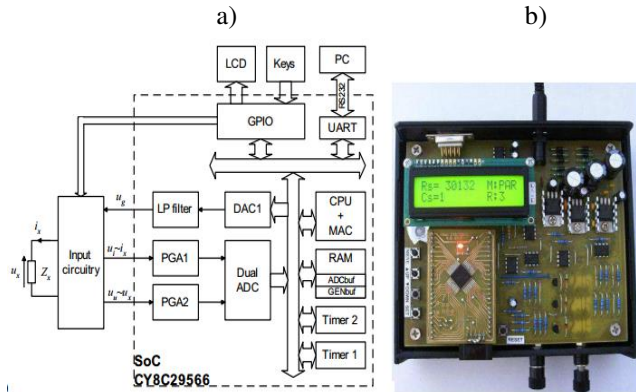 a)
b)
LCD
Keys
PC
RS232
GPIO
UART
u_g
LP filter
DAC1
CPU
+
MAC
i_x
u_x
Z_x
Input
circuitry
u_i~i_x
PGA1
Dual
ADC
RAM
ADCbuf
GENbuf
u_u~u_x
PGA2
Timer 2
Timer 1
SoC
CY8C29566
Rs= 30132 M:PAR
Cs=1 R:3
RESET